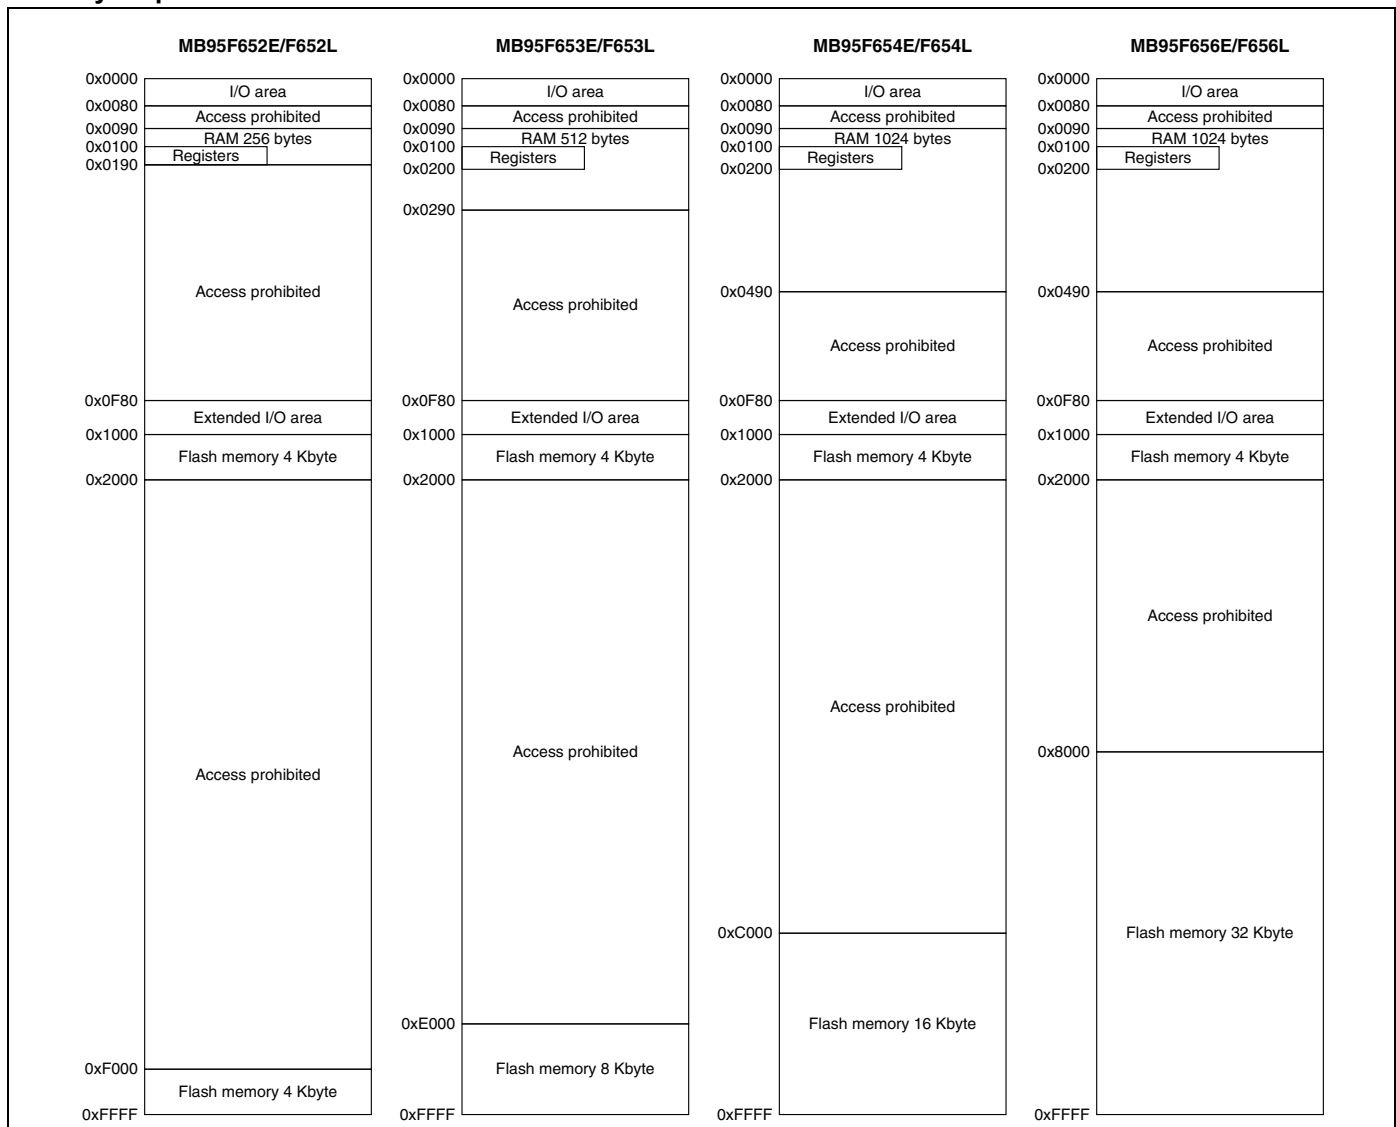 MB95F652E/F652L
0x0000
I/O area
0x0080
Access prohibited
0x0090
RAM 256 bytes
0x0100
Registers
0x0190
Access prohibited
0x0F80
Extended I/O area
0x1000
Flash memory 4 Kbyte
0x2000
Access prohibited
0xF000
Flash memory 4 Kbyte
0xFFFF
MB95F653E/F653L
0x0000
I/O area
0x0080
Access prohibited
0x0090
RAM 512 bytes
0x0100
Registers
0x0200
0x0290
Access prohibited
0x0F80
Extended I/O area
0x1000
Flash memory 4 Kbyte
0x2000
Access prohibited
0xE000
Flash memory 8 Kbyte
0xFFFF
MB95F654E/F654L
0x0000
I/O area
0x0080
Access prohibited
0x0090
RAM 1024 bytes
0x0100
Registers
0x0200
0x0490
Access prohibited
0x0F80
Extended I/O area
0x1000
Flash memory 4 Kbyte
0x2000
Access prohibited
0xC000
Flash memory 16 Kbyte
0xFFFF
MB95F656E/F656L
0x0000
I/O area
0x0080
Access prohibited
0x0090
RAM 1024 bytes
0x0100
Registers
0x0200
0x0490
Access prohibited
0x0F80
Extended I/O area
0x1000
Flash memory 4 Kbyte
0x2000
Access prohibited
0x8000
Flash memory 32 Kbyte
0xFFFF